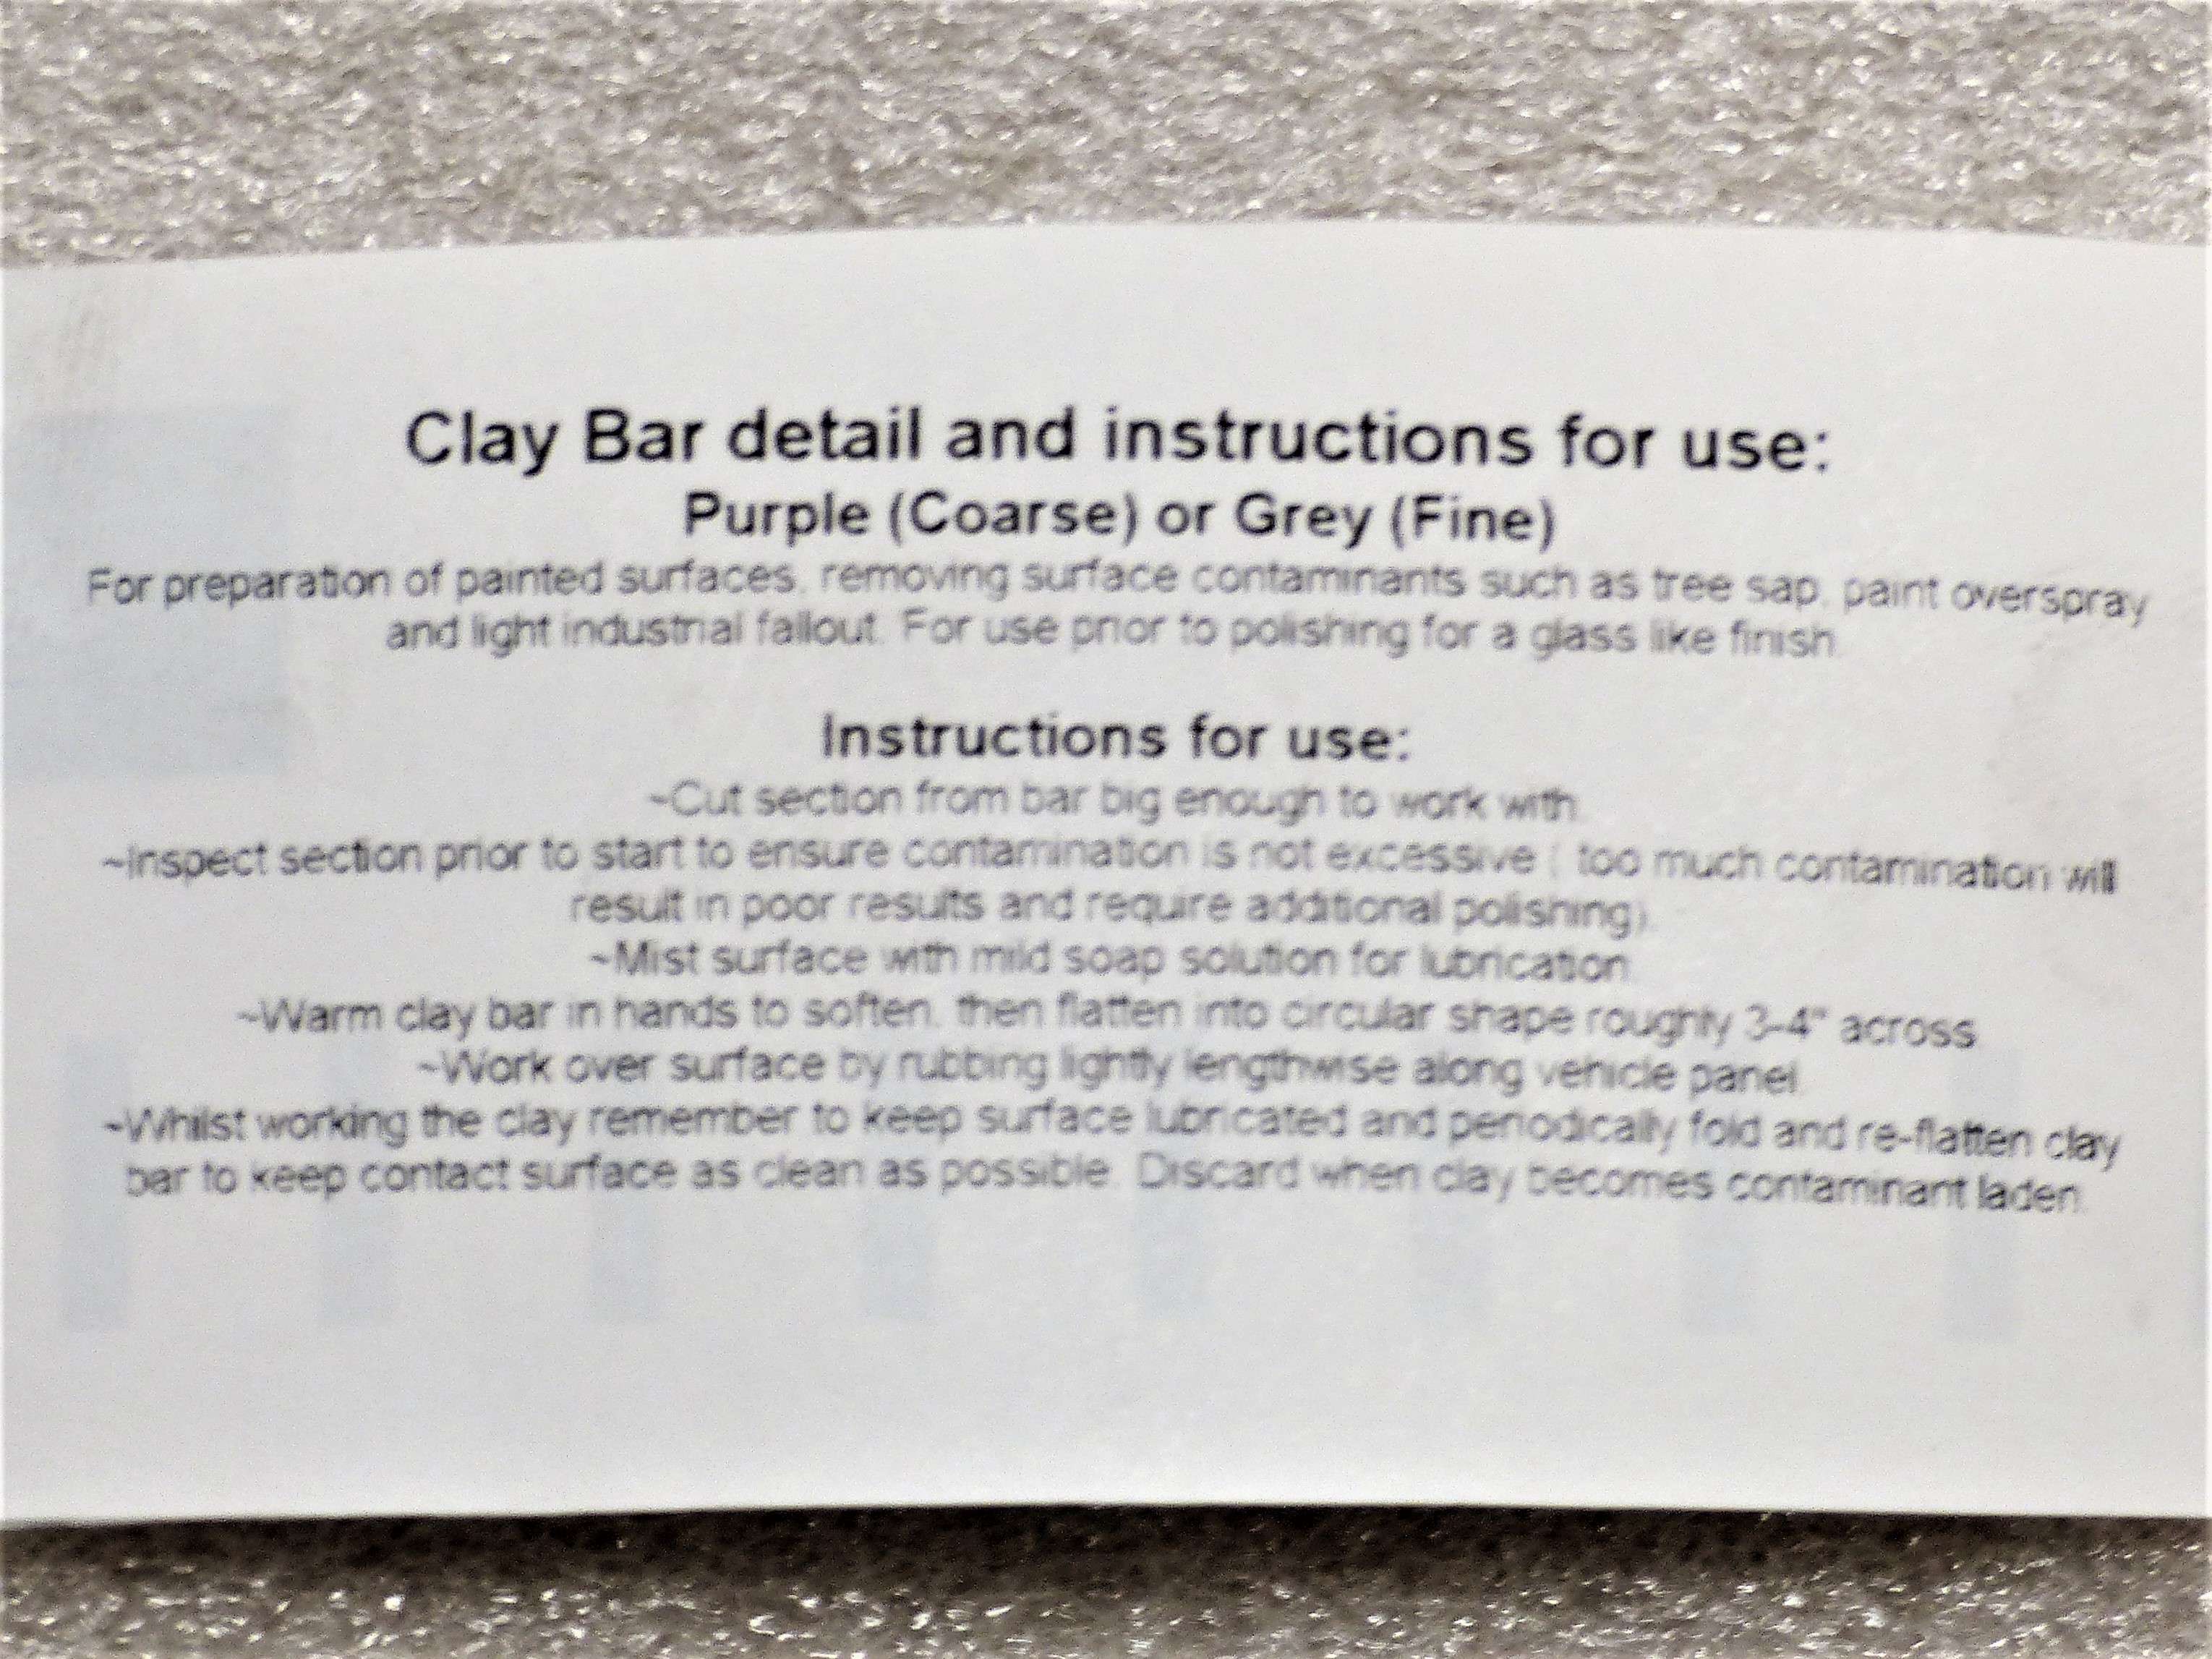 Clay Bar detail and instructions for use:
Purple (Coarse) or Grey (Fine)
For preparation of painted surfaces, removing surface contaminants such as tree sap, paint overspray
and light industrial fallout. For use prior to polishing for a glass like finish.
Instructions for use:
~Cut section from bar big enough to work with.
~Inspect section prior to start to ensure contamination is not excessive ( too much contamination will
result in poor results and require additional polishing).
~Mist surface with mild soap solution for lubrication.
~Warm clay bar in hands to soften, then flatten into circular shape roughly 3-4" across
~Work over surface by rubbing lightly lengthwise along vehicle panel.
~Whilst working the clay remember to keep surface lubricated and periodically fold and re-flatten clay
bar to keep contact surface as clean as possible. Discard when clay becomes contaminant laden.